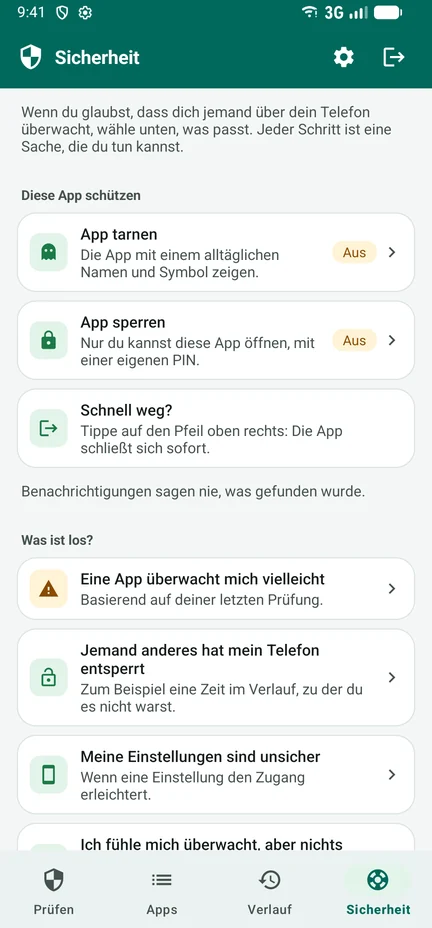 9:41
3G
Sicherheit
Wenn du glaubst, dass dich jemand über dein Telefon
überwacht, wähle unten, was passt. Jeder Schritt ist eine
Sache, die du tun kannst.
Diese App schützen
App tarnen
Die App mit einem alltäglichen
Namen und Symbol zeigen.
Aus
App sperren
Nur du kannst diese App öffnen, mit
einer eigenen PIN.
Aus
Schnell weg?
Tippe auf den Pfeil oben rechts: Die App
schließt sich sofort.
Benachrichtigungen sagen nie, was gefunden wurde.
Was ist los?
Eine App überwacht mich vielleicht
Basierend auf deiner letzten Prüfung.
Jemand anderes hat mein Telefon
entsperrt
Zum Beispiel eine Zeit im Verlauf, zu der du
es nicht warst.
Meine Einstellungen sind unsicher
Wenn eine Einstellung den Zugang
erleichtert.
Ich fühle mich überwacht, aber nichts
Prüfen
Apps
Verlauf
Sicherheit